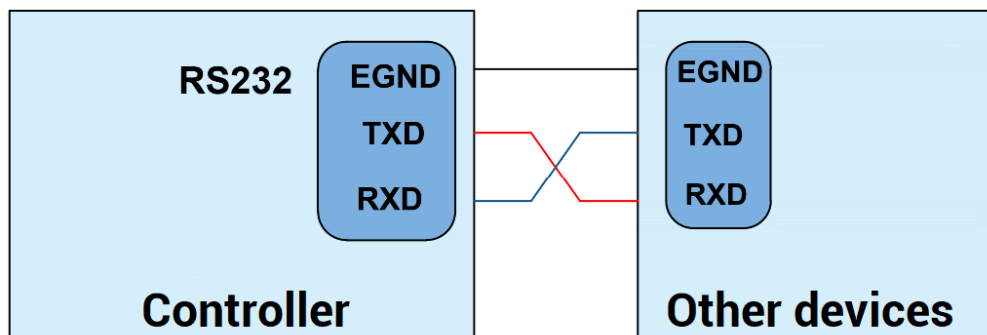 RS232
EGND
TXD
RXD
Controller
EGND
TXD
RXD
Other devices